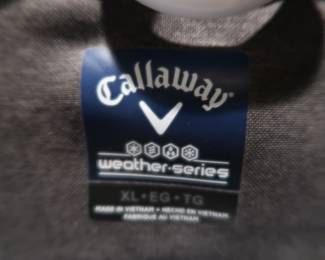 Callaway
weather·series
XL·EG·TG
MADE IN VIETNAM • HECHO EN VIETNAM
FABRIQUÉ AU VIETNAM